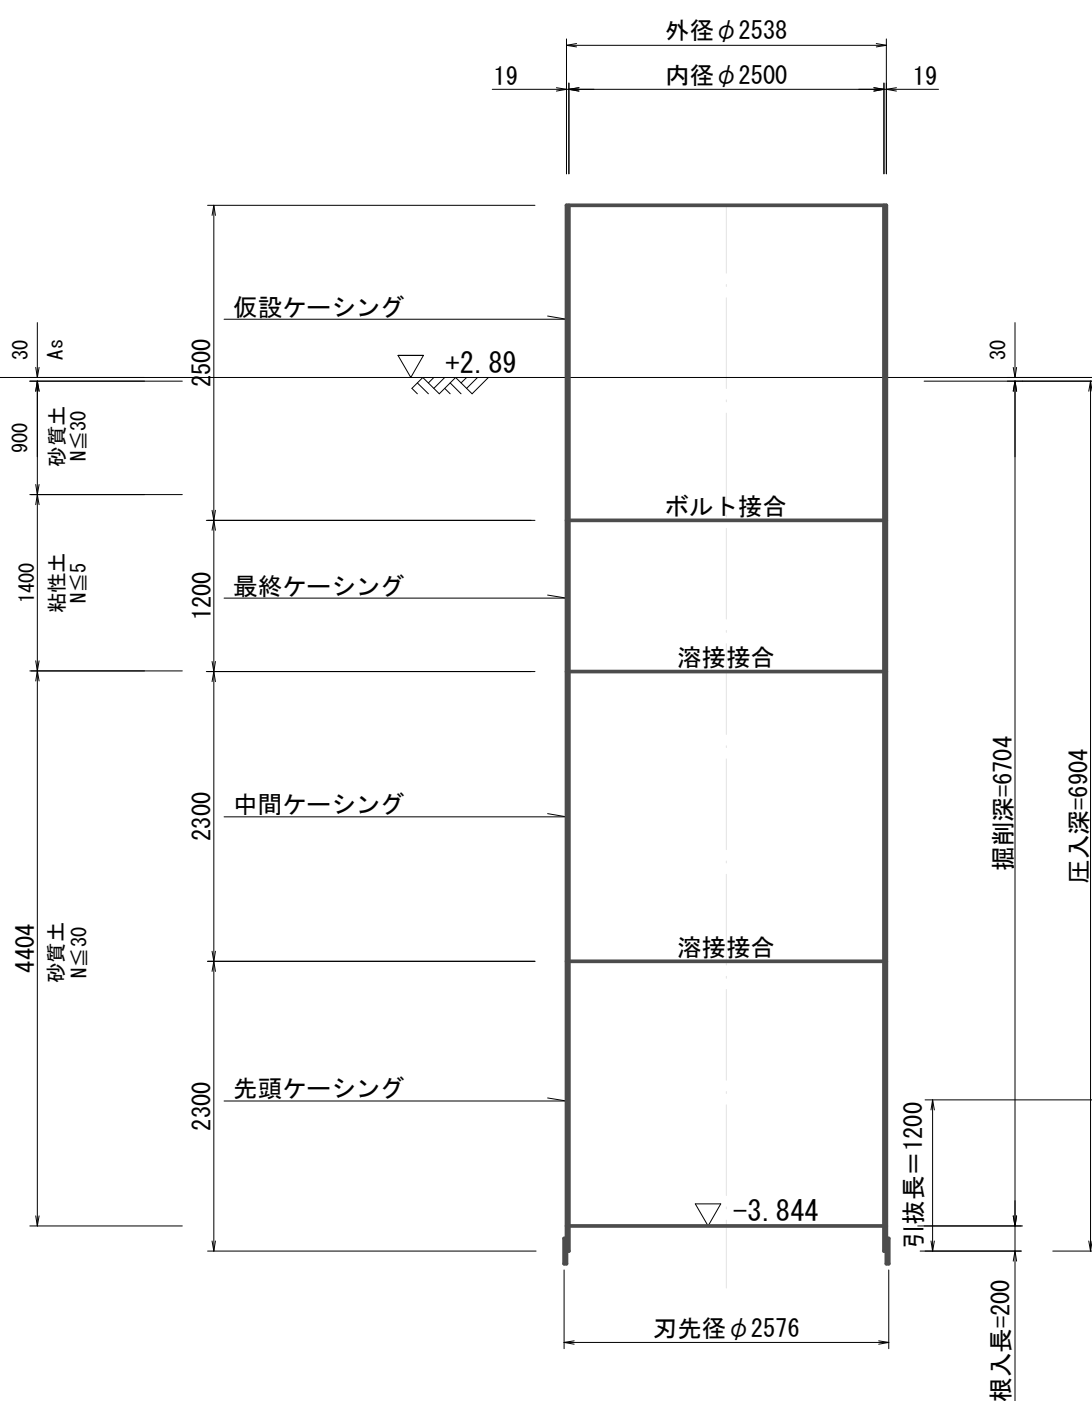 外径φ2538
19
内径φ2500
19
仮設ケーシング
30
As
2500
+2.89
30
900
砂質土
N≦30
ボルト接合
1400
粘性土
N≦5
1200
最終ケーシング
溶接接合
2300
中間ケーシング
掘削深=6704
圧入深=6904
4404
砂質土
N≦30
溶接接合
2300
先頭ケーシング
引抜長=1200
-3.844
刃先径φ2576
根入長=200